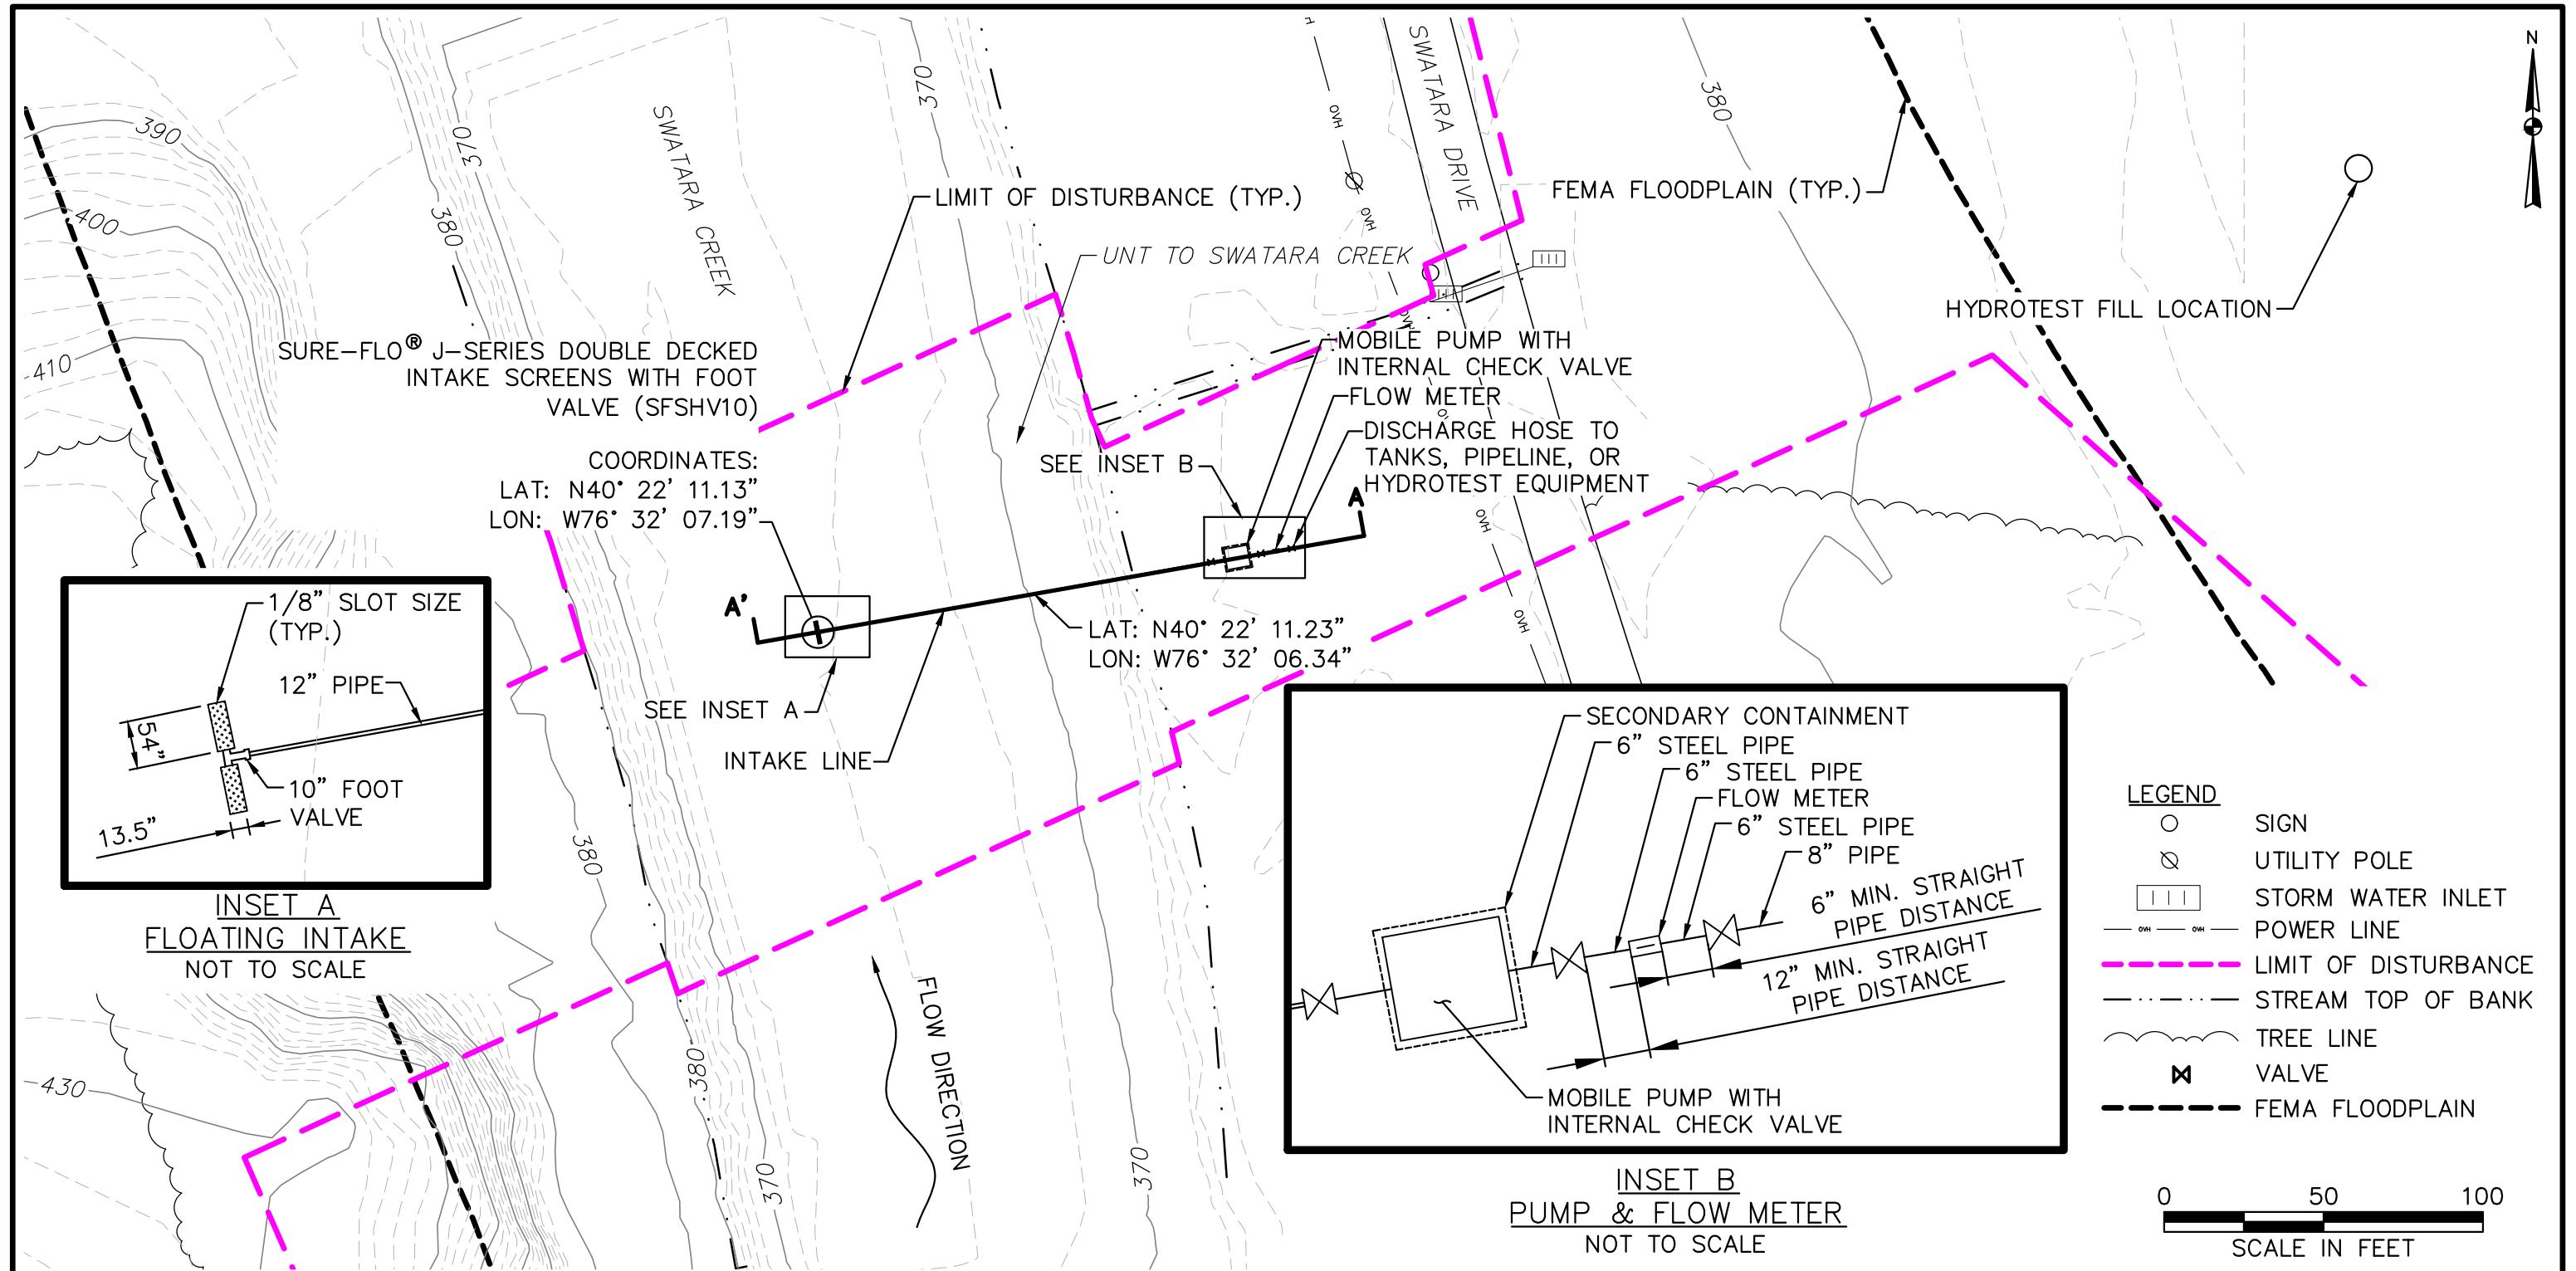 390
400
410
430
370
380
SWATARA CREEK
370
SWATARA DRIVE
380
OVH
OVH
OVH
OVH
OVH
OVH
N
LIMIT OF DISTURBANCE (TYP.)
UNT TO SWATARA CREEK
FEMA FLOODPLAIN (TYP.)
HYDROTEST FILL LOCATION
SURE-FLO® J-SERIES DOUBLE DECKED
INTAKE SCREENS WITH FOOT
VALVE (SFSHV10)
COORDINATES:
LAT: N40° 22' 11.13"
LON: W76° 32' 07.19"
MOBILE PUMP WITH
INTERNAL CHECK VALVE
FLOW METER
DISCHARGE HOSE TO
TANKS, PIPELINE, OR
HYDROTEST EQUIPMENT
SEE INSET B
A
A'
LAT: N40° 22' 11.23"
LON: W76° 32' 06.34"
SEE INSET A
INTAKE LINE
1/8" SLOT SIZE
(TYP.)
12" PIPE
54"
10" FOOT
VALVE
13.5"
INSET A
FLOATING INTAKE
NOT TO SCALE
380
380
370
370
FLOW DIRECTION
SECONDARY CONTAINMENT
6" STEEL PIPE
6" STEEL PIPE
FLOW METER
6" STEEL PIPE
8" PIPE
6" MIN. STRAIGHT
PIPE DISTANCE
12" MIN. STRAIGHT
PIPE DISTANCE
MOBILE PUMP WITH
INTERNAL CHECK VALVE
INSET B
PUMP & FLOW METER
NOT TO SCALE
LEGEND
SIGN
UTILITY POLE
STORM WATER INLET
OVH OVH POWER LINE
LIMIT OF DISTURBANCE
STREAM TOP OF BANK
TREE LINE
VALVE
FEMA FLOODPLAIN
0 50 100
SCALE IN FEET